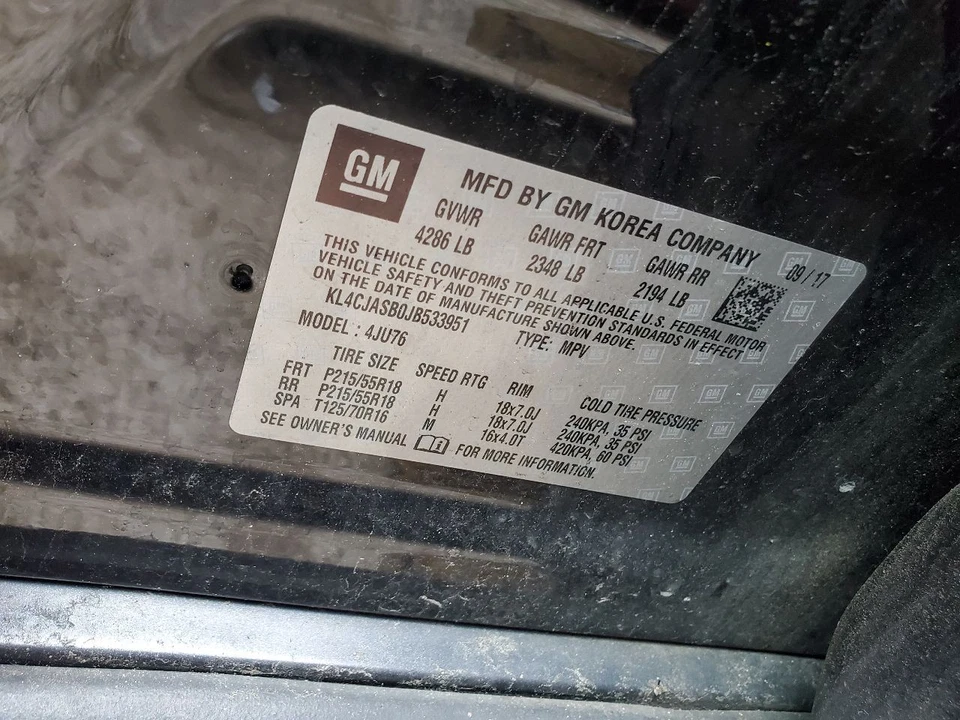 GM
MFD BY GM KOREA COMPANY 09 / 17
GVWR GAWR FRT GAWR RR
4286 LB 2348 LB 2194 LB
THIS VEHICLE CONFORMS TO ALL APPLICABLE U.S. FEDERAL MOTOR
VEHICLE SAFETY AND THEFT PREVENTION STANDARDS IN EFFECT
ON THE DATE OF MANUFACTURE SHOWN ABOVE.
KL4CJASB0JB533951 TYPE: MPV
MODEL : 4JU76
TIRE SIZE SPEED RTG RIM COLD TIRE PRESSURE
FRT P215/55R18 H 18x7.0J 240KPA, 35 PSI
RR P215/55R18 H 18x7.0J 240KPA, 35 PSI
SPA T125/70R16 M 16x4.0T 420KPA, 60 PSI
SEE OWNER'S MANUAL FOR MORE INFORMATION.